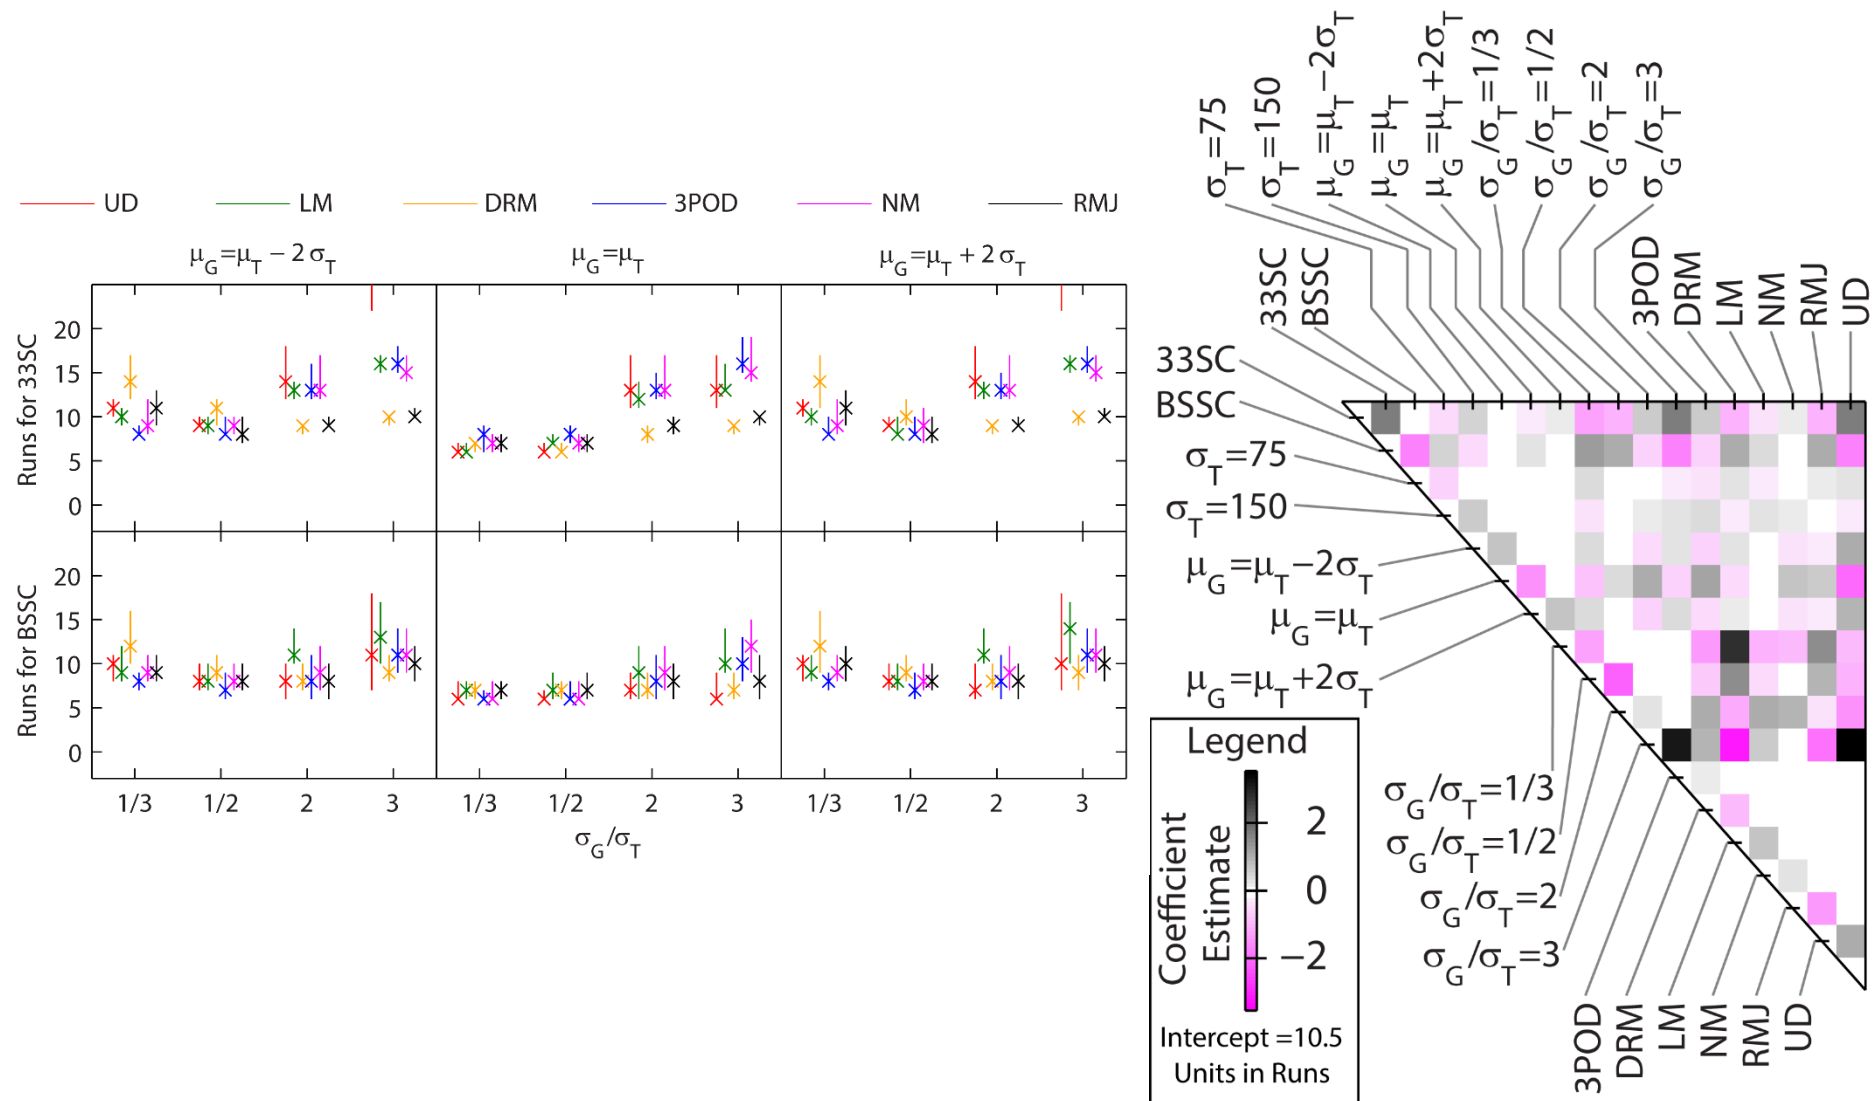 UD LM DRM 3POD NM RMJ
μG=μT − 2 σT
μG=μT
μG=μT + 2 σT
Runs for 33SC
20
15
10
5
0
Runs for BSSC
20
15
10
5
0
1/3 1/2 2 3 1/3 1/2 2 3 1/3 1/2 2 3
σG/σT
σT=75
σT=150
μG=μT−2σT
μG=μT
μG=μT+2σT
σG/σT=1/3
σG/σT=1/2
σG/σT=2
σG/σT=3
33SC
BSSC
3POD
DRM
LM
NM
RMJ
UD
33SC
BSSC
σT=75
σT=150
μG=μT−2σT
μG=μT
μG=μT+2σT
σG/σT=1/3
σG/σT=1/2
σG/σT=2
σG/σT=3
3POD
DRM
LM
NM
RMJ
UD
Legend
Coefficient
Estimate
2
0
−2
Intercept =10.5
Units in Runs